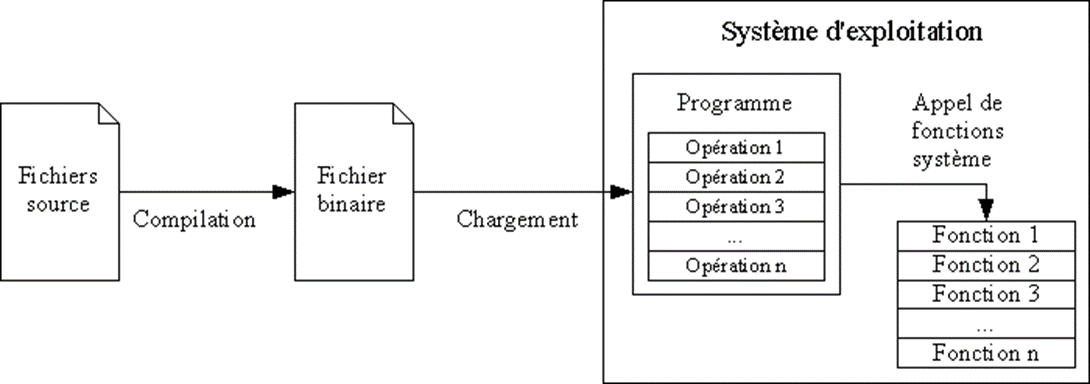 Système d'exploitation
Programme
Appel de
fonctions
système
Opération 1
Opération 2
Opération 3
...
Opération n
Fichiers
source
Compilation
Fichier
binaire
Chargement
Fonction 1
Fonction 2
Fonction 3
...
Fonction n